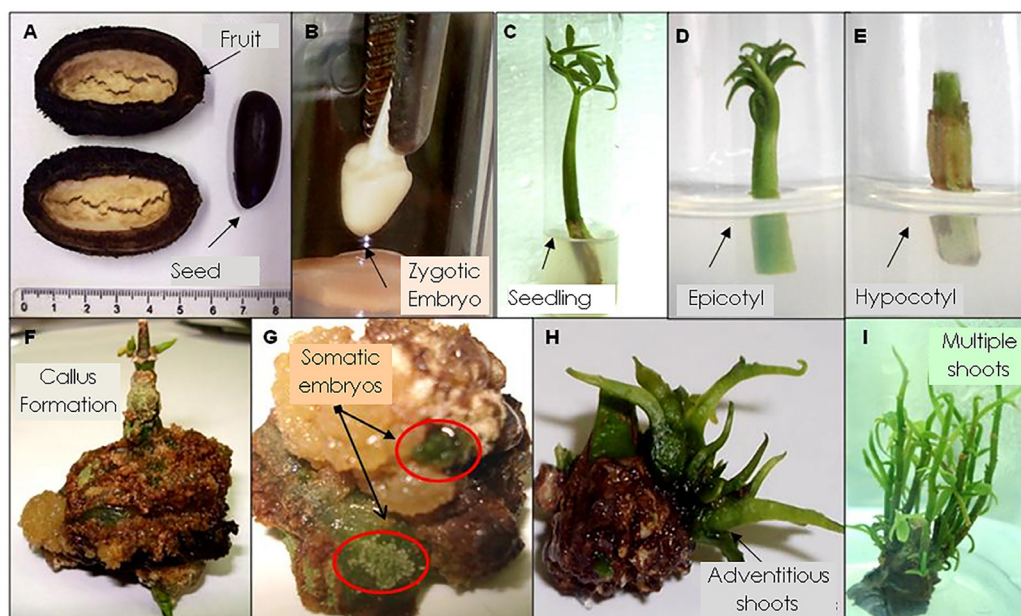 A
Fruit
Seed
0 1 2 3 4 5 6 7 8
B
Zygotic
Embryo
C
Seedling
D
Epicotyl
E
Hypocotyl
F
Callus
Formation
G
Somatic
embryos
H
Adventitious
shoots
I
Multiple
shoots